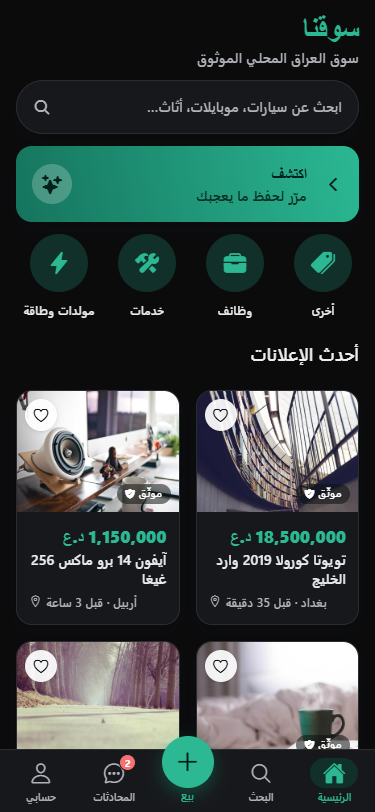 سوقنا
سوق العراق المحلي الموثوق
ابحث عن سيارات، موبايلات، أثاث...
اكتشف
مرّر لحفظ ما يعجبك
أخرى
وظائف
خدمات
مولدات وطاقة
أحدث الإعلانات
موثّق
18,500,000 د.ع
تويوتا كورولا 2019 وارد
الخليج
بغداد · قبل 35 دقيقة
موثّق
1,150,000 د.ع
آيفون 14 برو ماكس 256
غيغا
أربيل · قبل 3 ساعة
موثّق
الرئيسية
البحث
بيع
2
المحادثات
حسابي